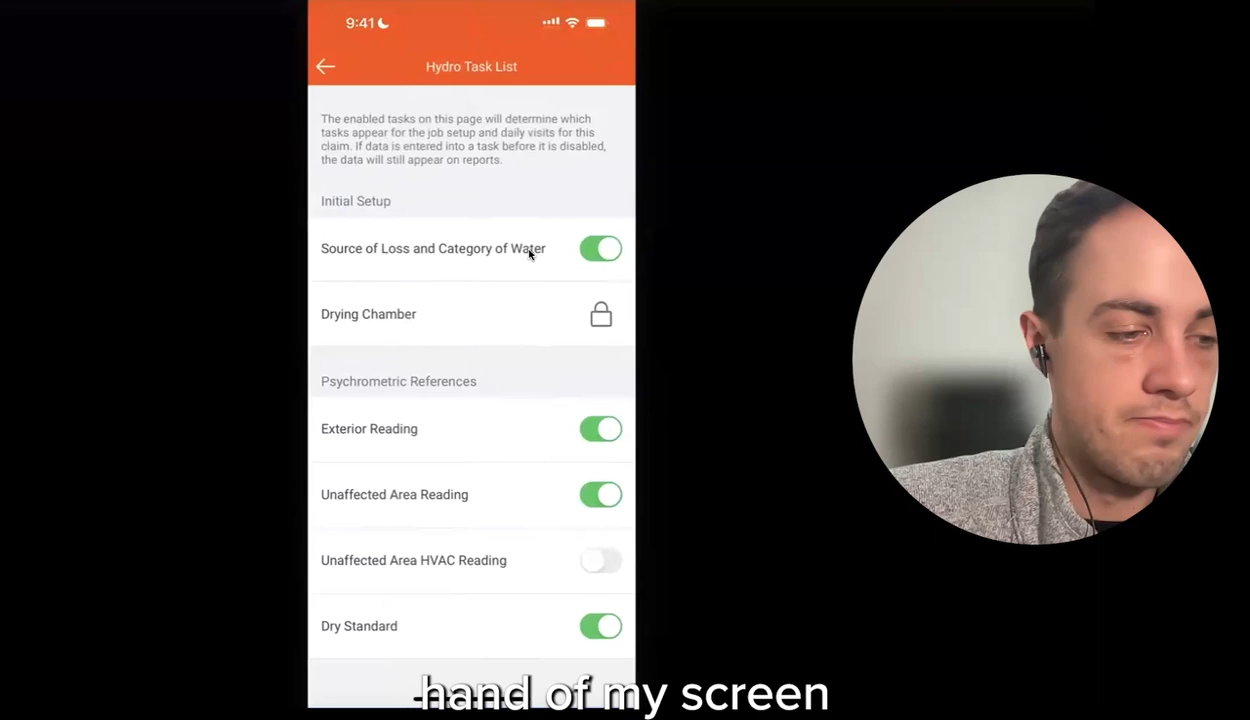 9:41
Hydro Task List
The enabled tasks on this page will determine which
tasks appear for the job setup and daily visits for this
claim. If data is entered into a task before it is disabled,
the data will still appear on reports.
Initial Setup
Source of Loss and Category of Water
Drying Chamber
Psychrometric References
Exterior Reading
Unaffected Area Reading
Unaffected Area HVAC Reading
Dry Standard
hand of my screen